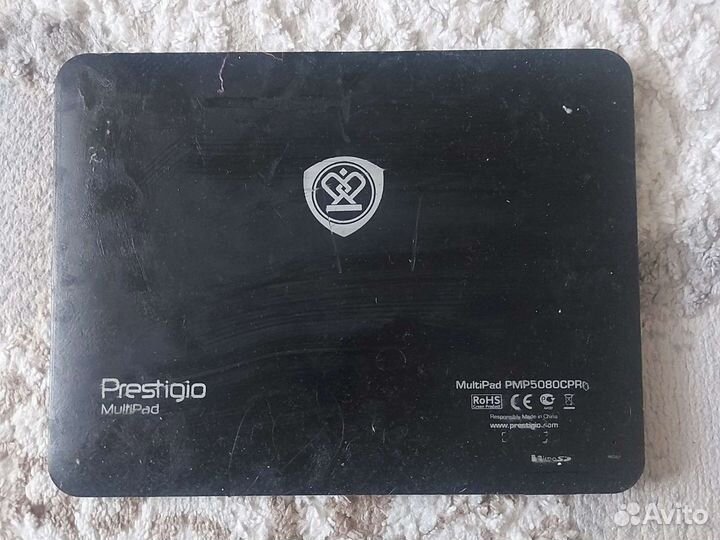 Prestigio
MultiPad
MultiPad PMP5080CPRO
RoHS
CE
Responsibly Made in China
www.prestigio.com
Avito